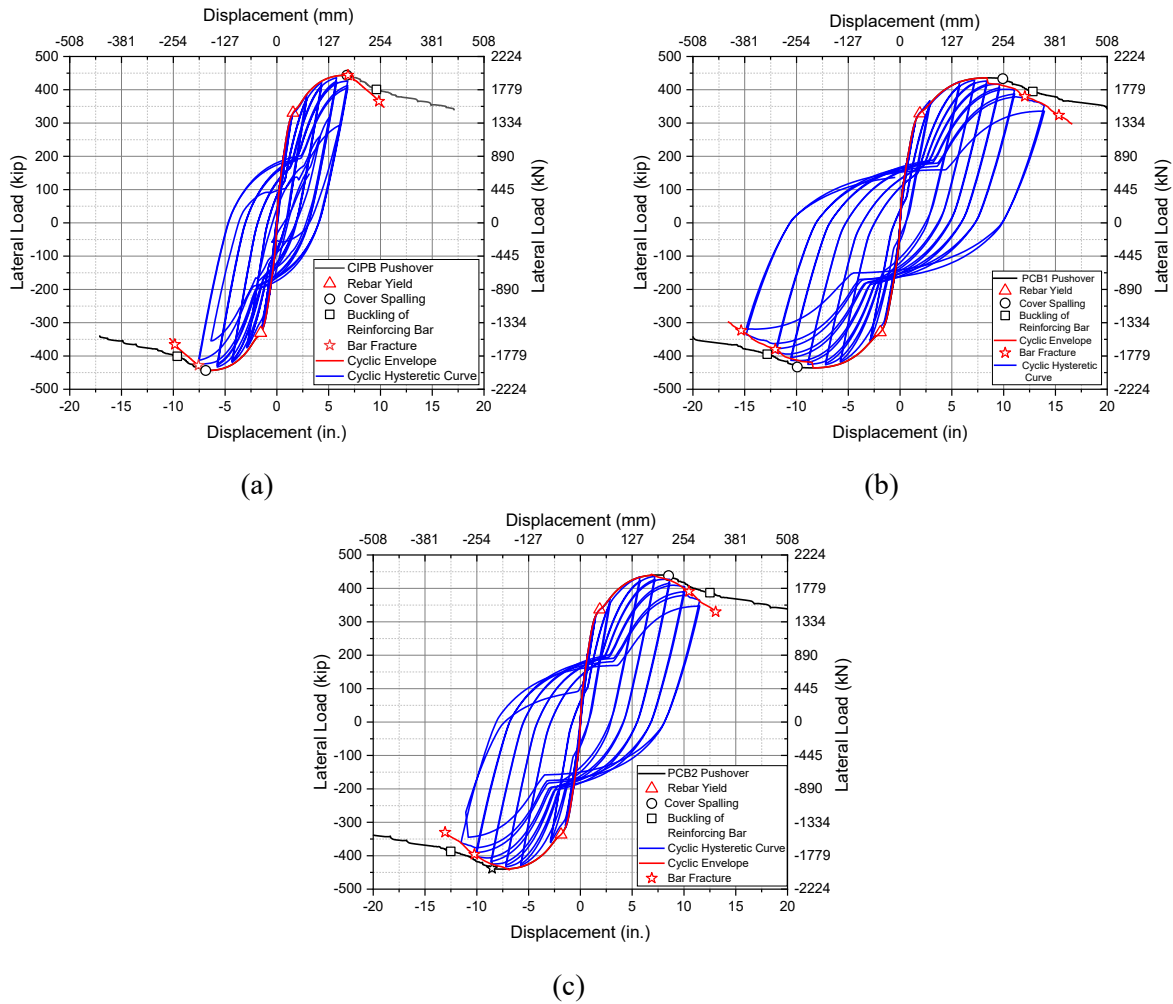 Displacement (mm)
-508 -381 -254 -127 0 127 254 381 508
500 2224
400 1779
300 1334
200 890
100 445
0 0
-100 -445
-200 -890
-300 -1334
-400 -1779
-500 -2224
Lateral Load (kip)
Lateral Load (kN)
CIPB Pushover
Rebar Yield
Cover Spalling
Buckling of
Reinforcing Bar
Bar Fracture
Cyclic Envelope
Cyclic Hysteretic Curve
-20 -15 -10 -5 0 5 10 15 20
Displacement (in.)
(a)
Displacement (mm)
-508 -381 -254 -127 0 127 254 381 508
500 2224
400 1779
300 1334
200 890
100 445
0 0
-100 -445
-200 -890
-300 -1334
-400 -1779
-500 -2224
Lateral Load (kip)
Lateral Load (kN)
PCB1 Pushover
Rebar Yield
Cover Spalling
Buckling of
Reinforcing Bar
Cyclic Envelope
Bar Fracture
Cyclic Hysteretic
Curve
-20 -15 -10 -5 0 5 10 15 20
Displacement (in)
(b)
Displacement (mm)
-508 -381 -254 -127 0 127 254 381 508
500 2224
400 1779
300 1334
200 890
100 445
0 0
-100 -445
-200 -890
-300 -1334
-400 -1779
-500 -2224
Lateral Load (kip)
Lateral Load (kN)
PCB2 Pushover
Rebar Yield
Cover Spalling
Buckling of
Reinforcing Bar
Cyclic Hysteretic Curve
Cyclic Envelope
Bar Fracture
-20 -15 -10 -5 0 5 10 15 20
Displacement (in.)
(c)